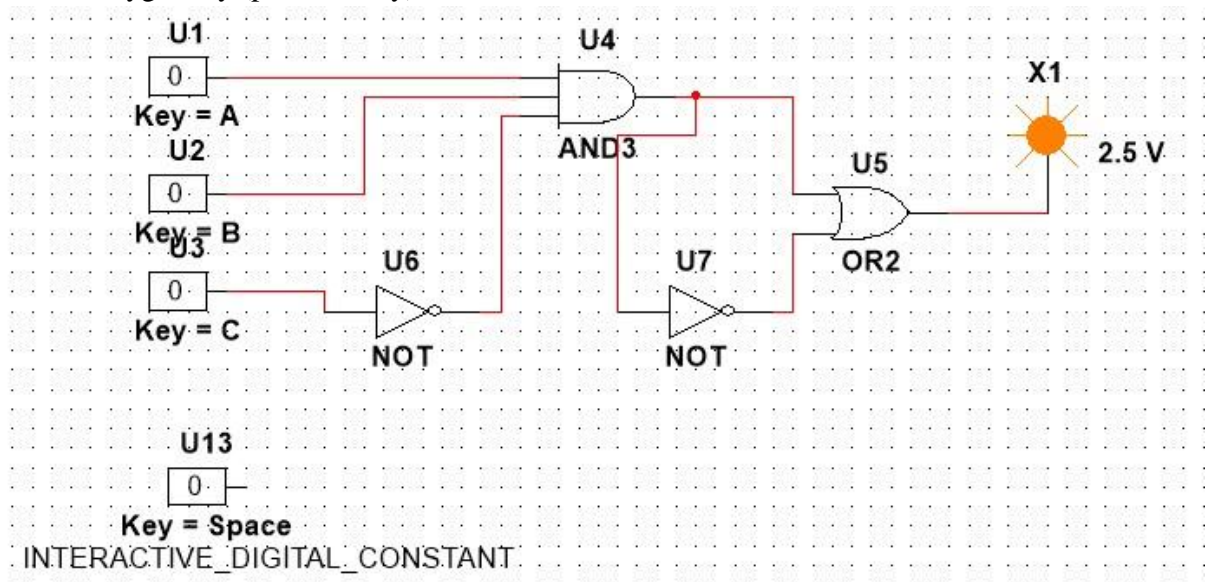 U1
0
Key = A
U2
0
Key = B
U3
0
Key = C
U6
NOT
U4
AND3
U7
NOT
U5
OR2
X1
2.5 V
U13
0
Key = Space
INTERACTIVE_DIGITAL_CONSTANT